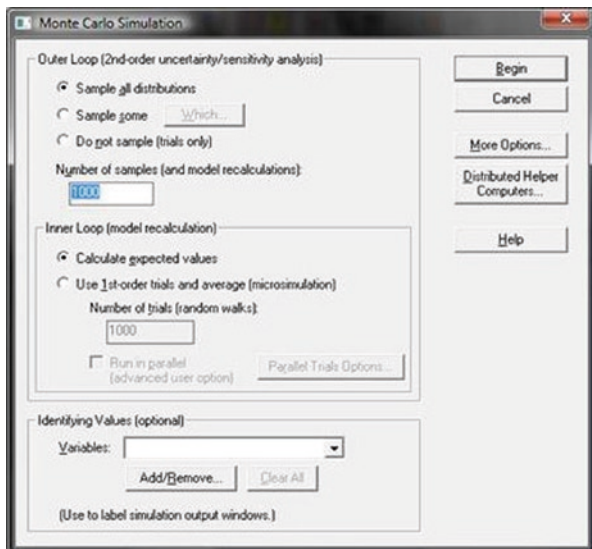 Monte Carlo Simulation
Outer Loop (2nd-order uncertainty/sensitivity analysis)
Sample all distributions
Sample some
Which...
Do not sample (trials only)
Number of samples (and model recalculations):
1000
Inner Loop (model recalculation)
Calculate expected values
Use 1st-order trials and average (microsimulation)
Number of trials (random walks):
1000
Run in parallel
(advanced user option)
Parallel Trials Options...
Identifying Values (optional)
Variables:
Add/Remove...
Clear All
(Use to label simulation output windows.)
Begin
Cancel
More Options...
Distributed Helper
Computers...
Help